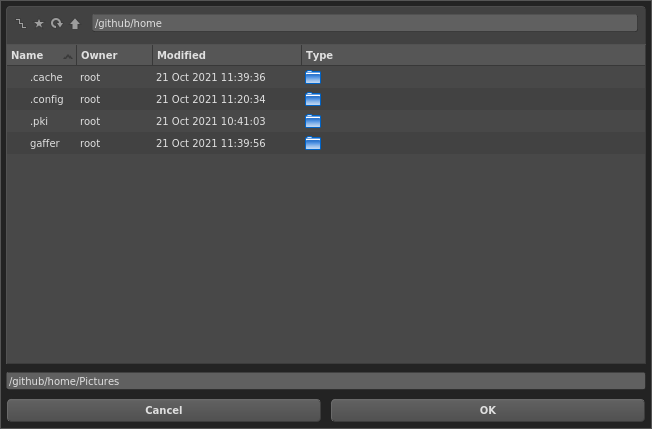 /github/home
Name Owner Modified Type
.cache root 21 Oct 2021 11:39:36
.config root 21 Oct 2021 11:20:34
.pki root 21 Oct 2021 10:41:03
gaffer root 21 Oct 2021 11:39:56
/github/home/Pictures
Cancel OK